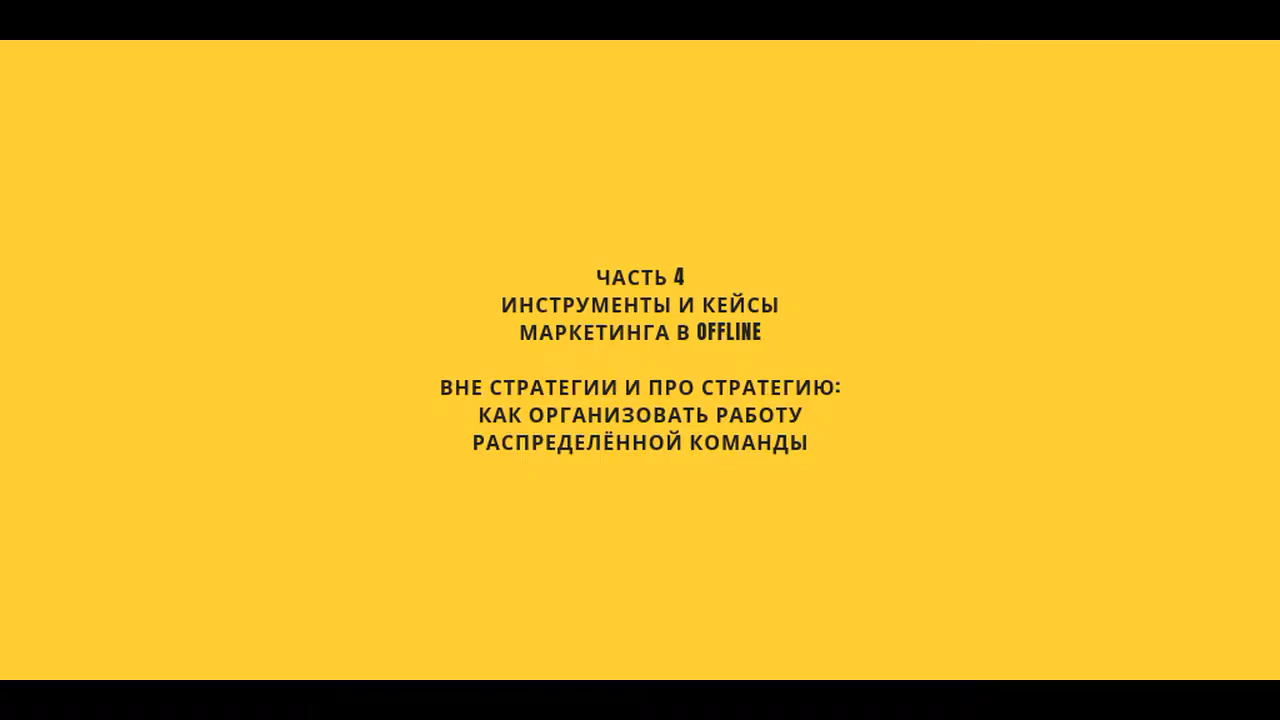 ЧАСТЬ 4
ИНСТРУМЕНТЫ И КЕЙСЫ
МАРКЕТИНГА В OFFLINE
ВНЕ СТРАТЕГИИ И ПРО СТРАТЕГИЮ:
КАК ОРГАНИЗОВАТЬ РАБОТУ
РАСПРЕДЕЛЁННОЙ КОМАНДЫ